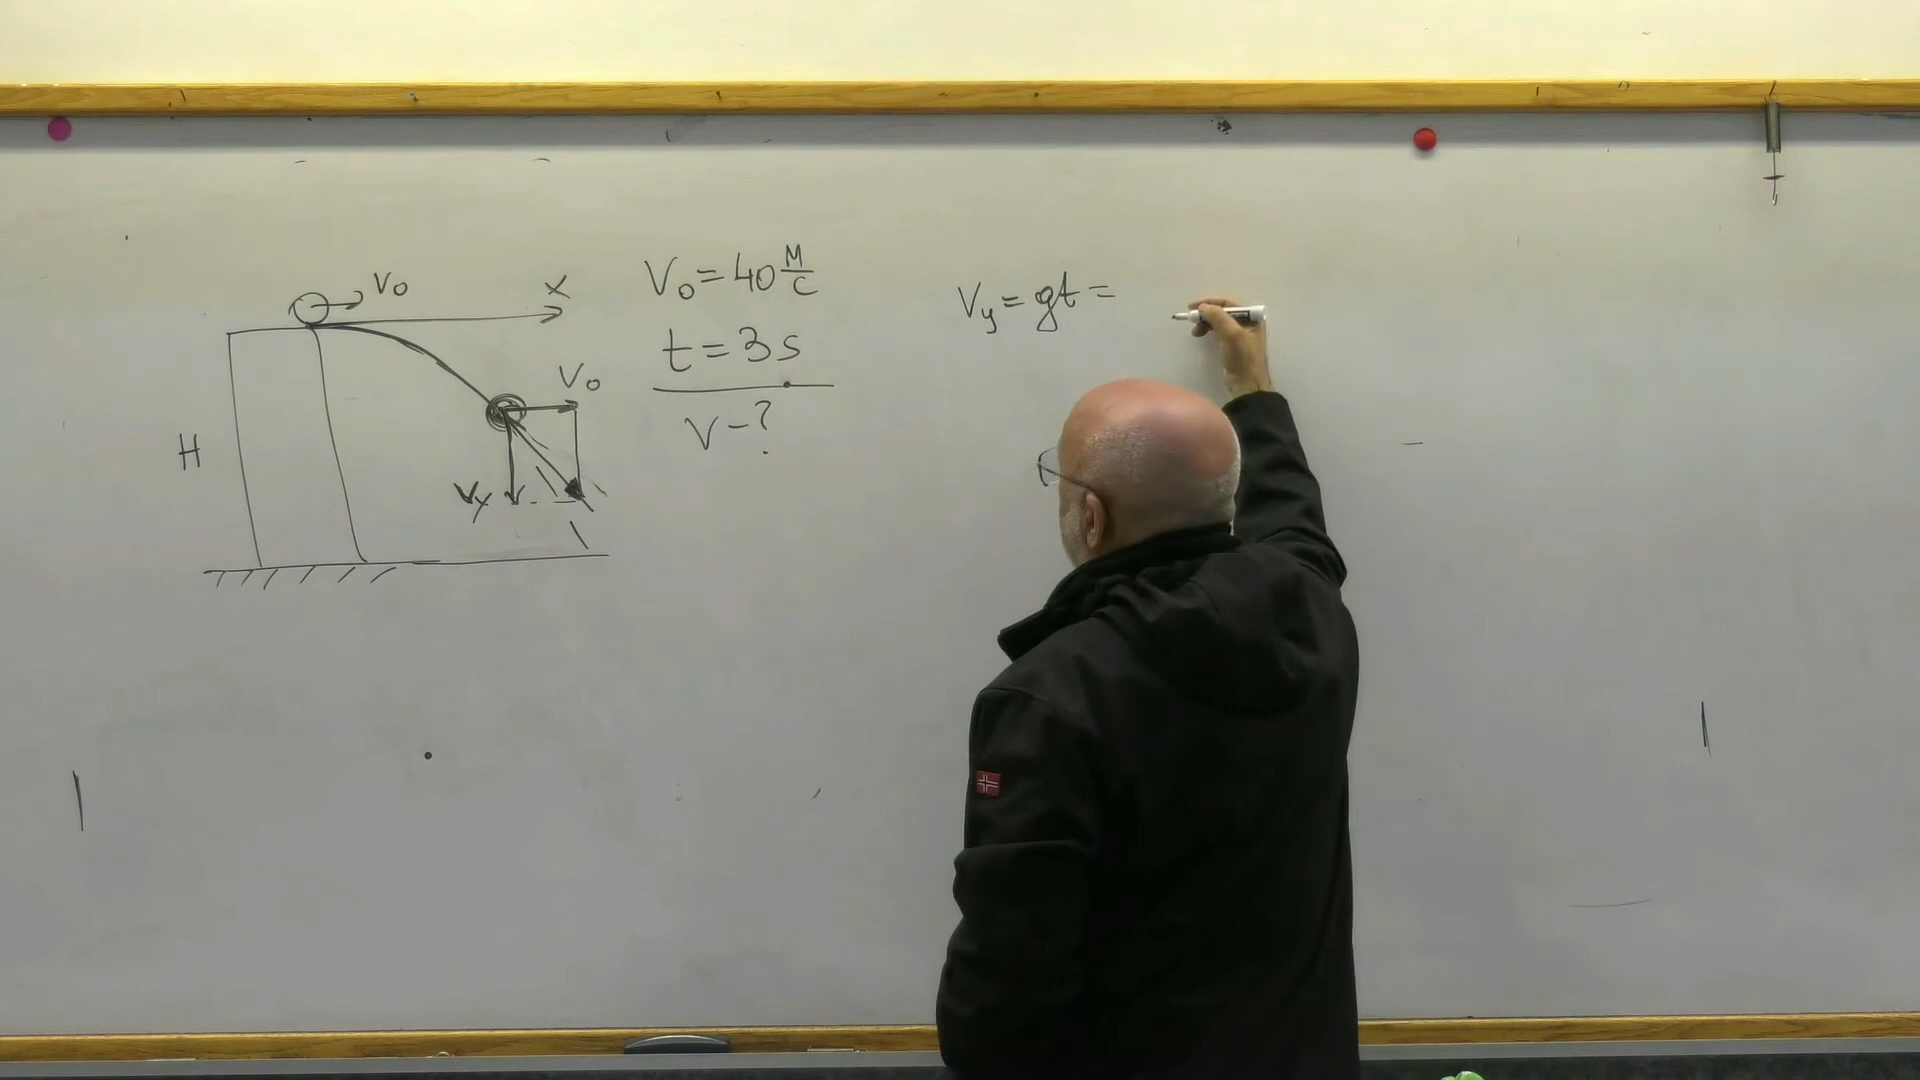 V₀
X
H
V₀
Vy
V₀ = 40 м/с
t = 3s
V - ?
Vy = gt =